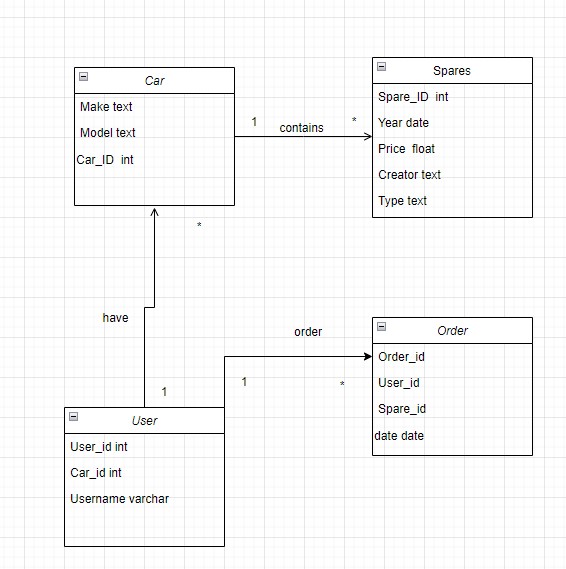 Car
Make text
Model text
Car_ID int
1
contains
*
Spares
Spare_ID int
Year date
Price float
Creator text
Type text
*
have
1
order
1
*
User
User_id int
Car_id int
Username varchar
Order
Order_id
User_id
Spare_id
date date